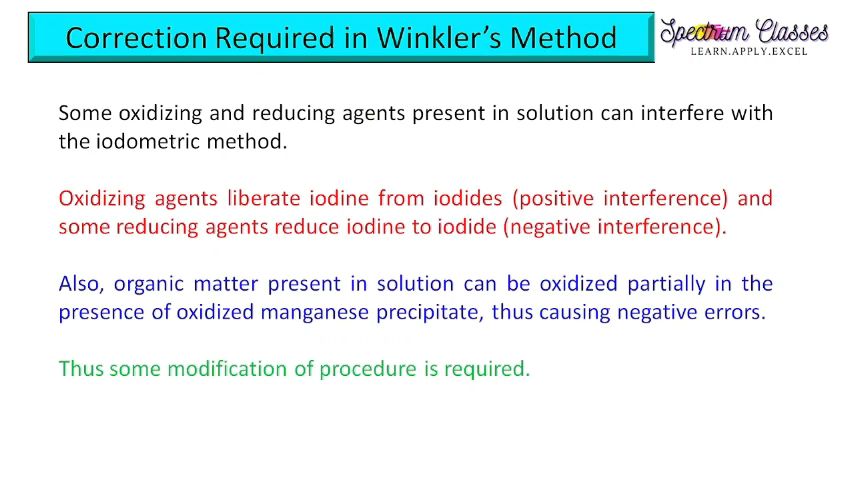 Correction Required in Winkler's Method
Spectrum Classes
LEARN.APPLY.EXCEL
Some oxidizing and reducing agents present in solution can interfere with
the iodometric method.
Oxidizing agents liberate iodine from iodides (positive interference) and
some reducing agents reduce iodine to iodide (negative interference).
Also, organic matter present in solution can be oxidized partially in the
presence of oxidized manganese precipitate, thus causing negative errors.
Thus some modification of procedure is required.